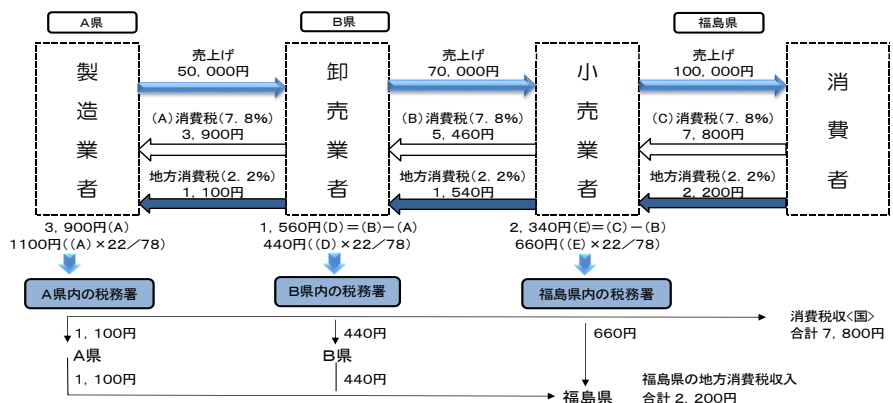 A県
B県
福島県
製造業者
卸売業者
小売業者
消費者
売上げ
50,000円
売上げ
70,000円
売上げ
100,000円
(A)消費税(7.8%)
3,900円
(B)消費税(7.8%)
5,460円
(C)消費税(7.8%)
7,800円
地方消費税(2.2%)
1,100円
地方消費税(2.2%)
1,540円
地方消費税(2.2%)
2,200円
3,900円(A)
1100円((A)×22/78)
1,560円(D)=(B)-(A)
440円((D)×22/78)
2,340円(E)=(C)-(B)
660円((E)×22/78)
A県内の税務署
B県内の税務署
福島県内の税務署
消費税収<国>
合計7,800円
1,100円
440円
660円
A県
B県
1,100円
440円
福島県
福島県の地方消費税収入
合計2,200円